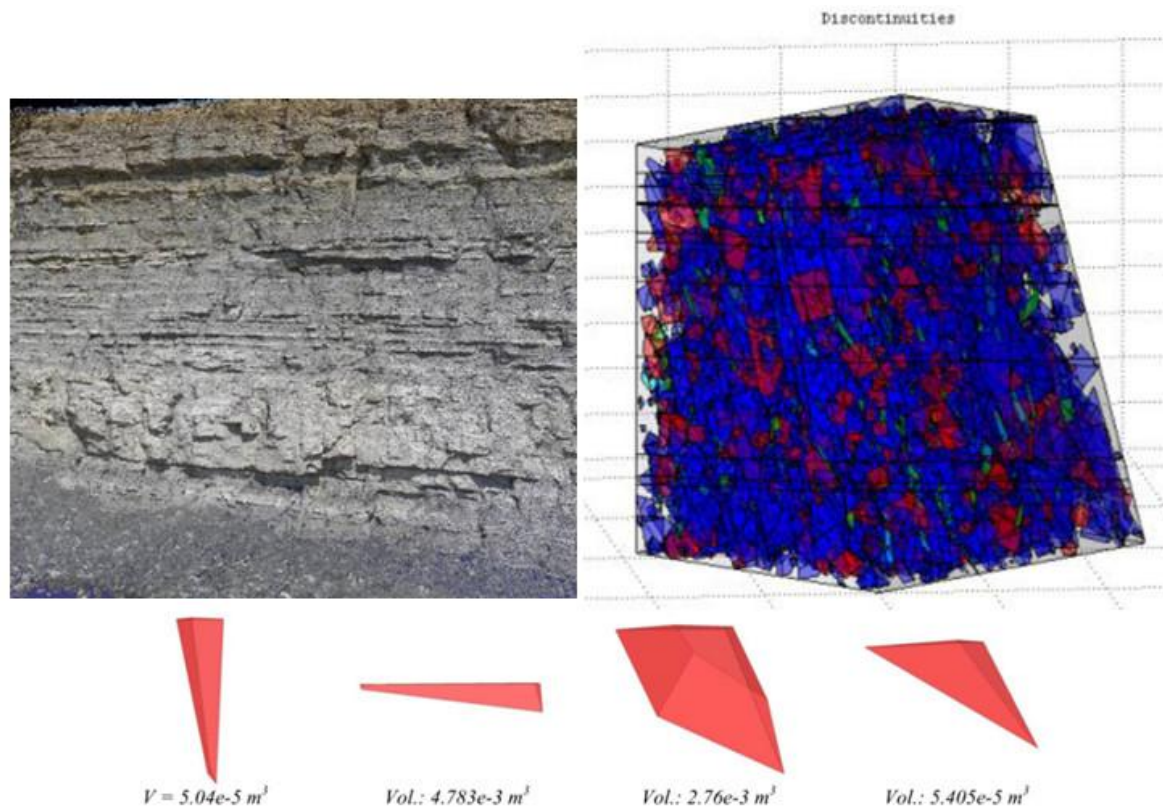 Discontinuities
V = 5.04e-5 m³
Vol.: 4.783e-3 m³
Vol.: 2.76e-3 m³
Vol.: 5.405e-5 m³